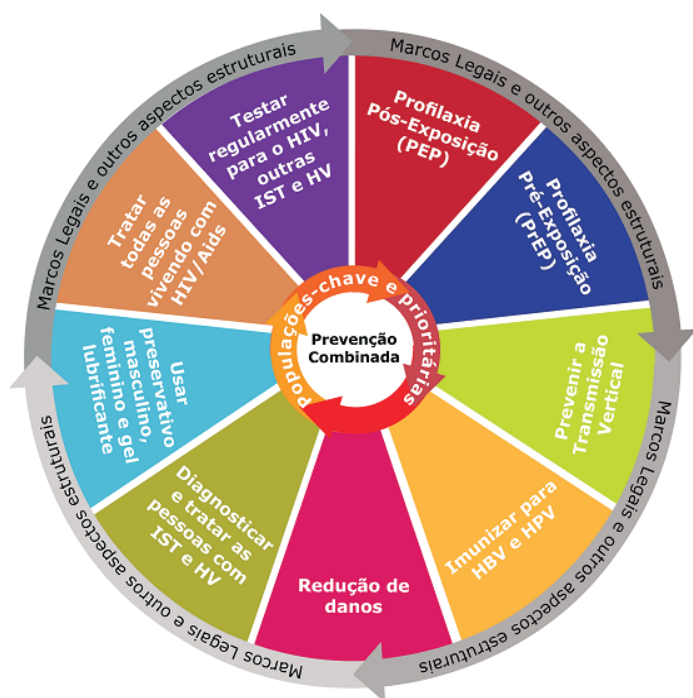 Marcos Legais e outros aspectos estruturais
Marcos Legais e outros aspectos estruturais
Marcos Legais e outros aspectos estruturais
Marcos Legais e outros aspectos estruturais
Profilaxia
Pós-Exposição
(PEP)
Profilaxia
Pré-Exposição
(PrEP)
Prevenir a
Transmissão
Vertical
Imunizar para
HBV e HPV
Redução de
danos
Diagnosticar
e tratar as
pessoas com
IST e HV
Usar
preservativo
masculino,
feminino e gel
lubrificante
Tratar
todas as
pessoas
vivendo com
HIV/Aids
Testar
regularmente
para o HIV,
outras
IST e HV
Populações-chave e prioritárias
Prevenção
Combinada